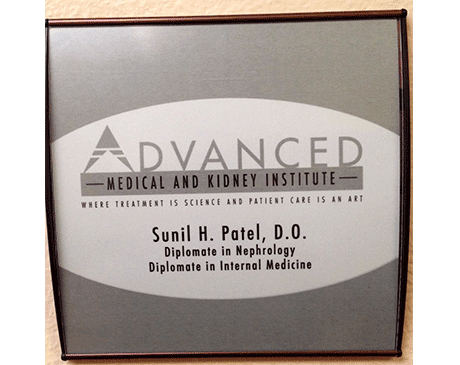 ADVANCED
MEDICAL AND KIDNEY INSTITUTE
WHERE TREATMENT IS SCIENCE AND PATIENT CARE IS AN ART
Sunil H. Patel, D.O.
Diplomate in Nephrology
Diplomate in Internal Medicine